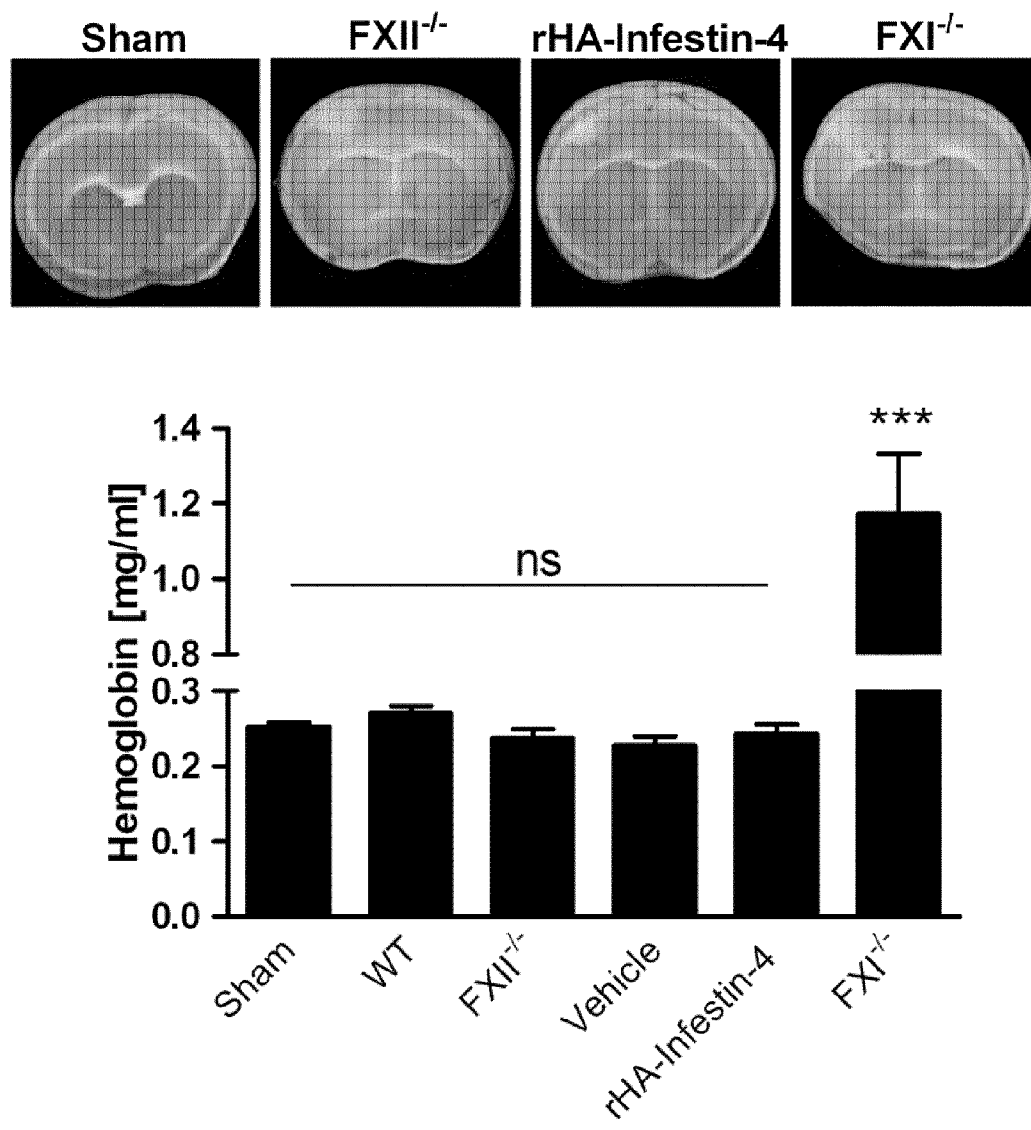 Sham FXII-/- rHA-Infestin-4 FXI-/-
1.4
***
1.2
ns
1.0
0.8
0.3
0.2
0.1
0.0
Hemoglobin [mg/ml]
Sham
WT
FXII-/-
Vehicle
rHA-Infestin-4
FXI-/-